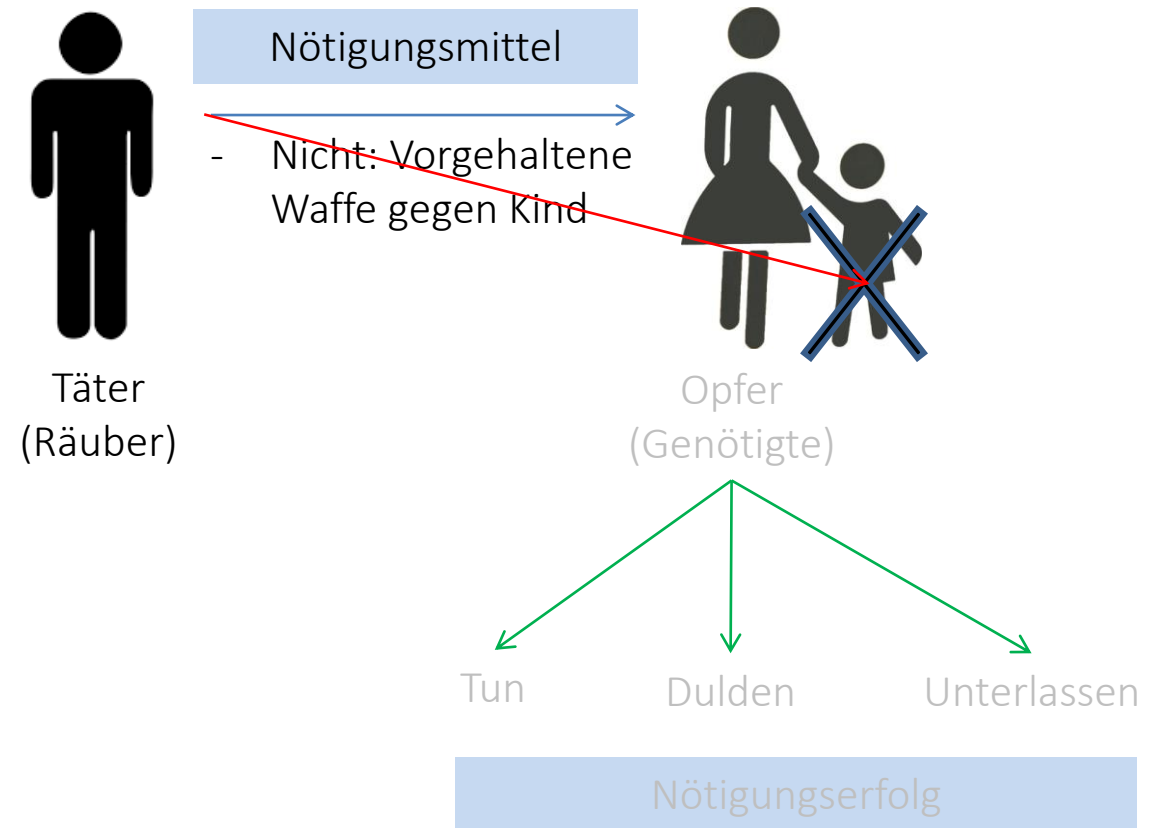 Nötigungsmittel
- Nicht: Vorgehaltene
Waffe gegen Kind
Täter
(Räuber)
Opfer
(Genötigte)
Tun
Dulden
Unterlassen
Nötigungserfolg